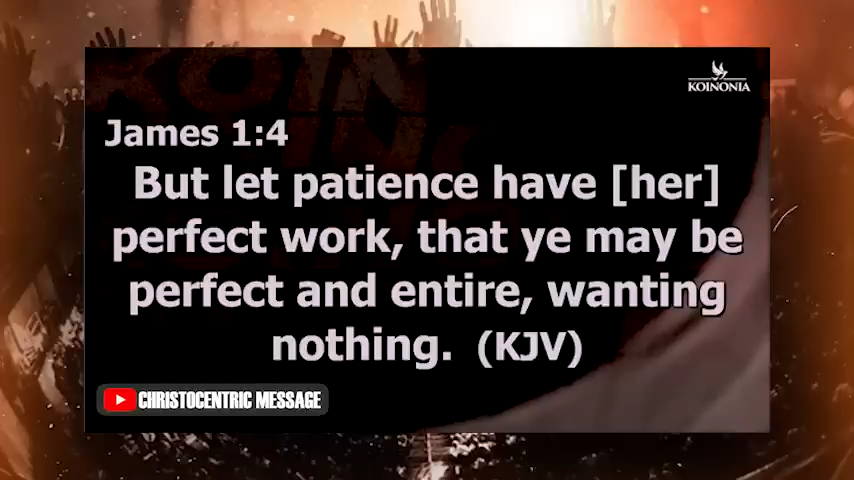 KOINONIA
James 1:4
But let patience have [her]
perfect work, that ye may be
perfect and entire, wanting
nothing. (KJV)
CHRISTOCENTRIC MESSAGE